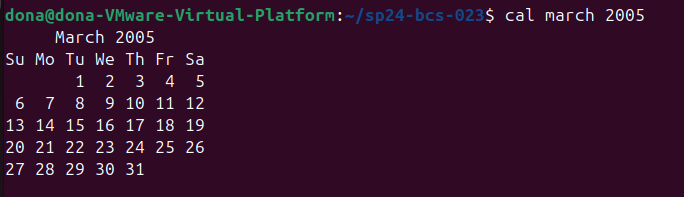 dona@dona-VMware-Virtual-Platform:~/sp24-bcs-023$ cal march 2005
     March 2005
Su Mo Tu We Th Fr Sa
       1  2  3  4  5
 6  7  8  9 10 11 12
13 14 15 16 17 18 19
20 21 22 23 24 25 26
27 28 29 30 31